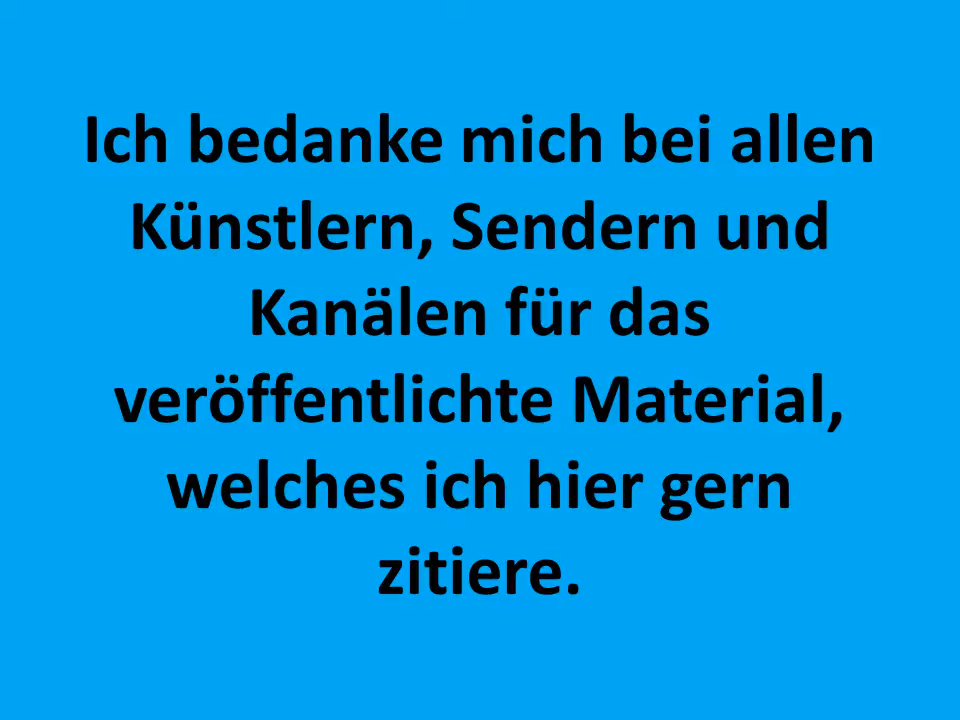 Ich bedanke mich bei allen
Künstlern, Sendern und
Kanälen für das
veröffentlichte Material,
welches ich hier gern
zitiere.